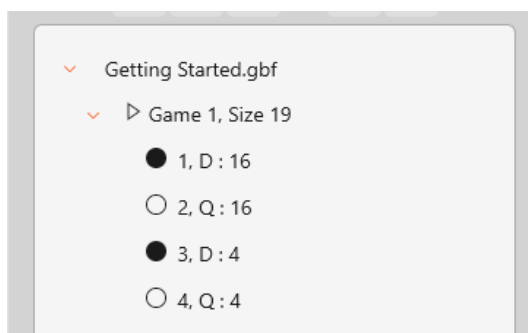 Getting Started.gbf
Game 1, Size 19
1, D : 16
2, Q : 16
3, D : 4
4, Q : 4